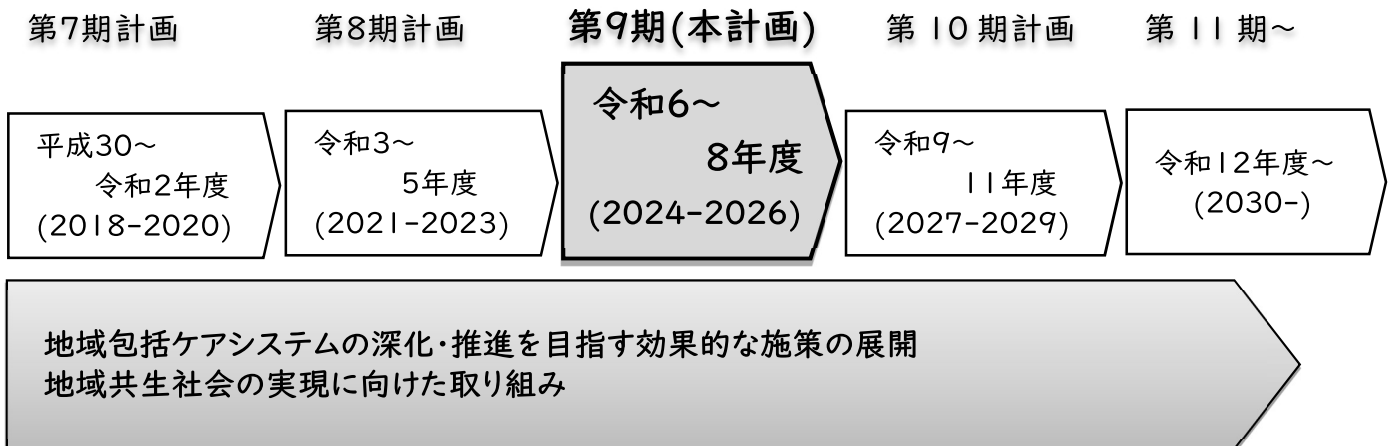 第7期計画
第8期計画
第9期(本計画)
第10期計画
第11期~
平成30~
令和2年度
(2018-2020)
令和3~
5年度
(2021-2023)
令和6~
8年度
(2024-2026)
令和9~
11年度
(2027-2029)
令和12年度~
(2030-)
地域包括ケアシステムの深化・推進を目指す効果的な施策の展開
地域共生社会の実現に向けた取り組み